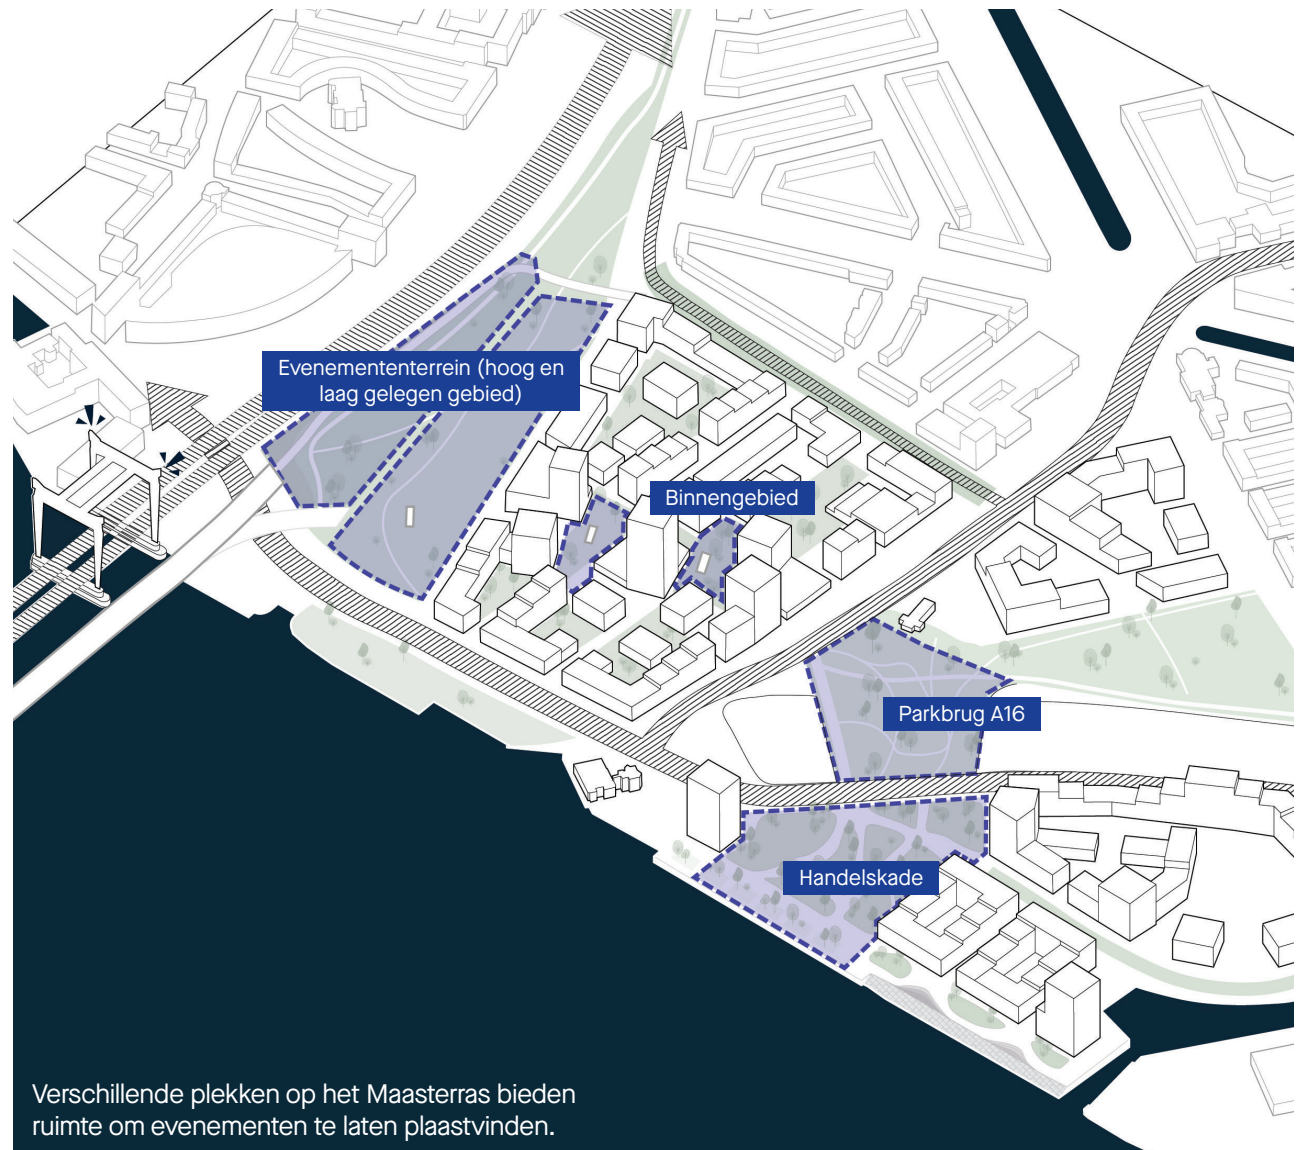 Evenemententerrein (hoog en
laag gelegen gebied)
Binnengebied
Parkbrug A16
Handelskade
Verschillende plekken op het Maasterras bieden
ruimte om evenementen te laten plaastvinden.